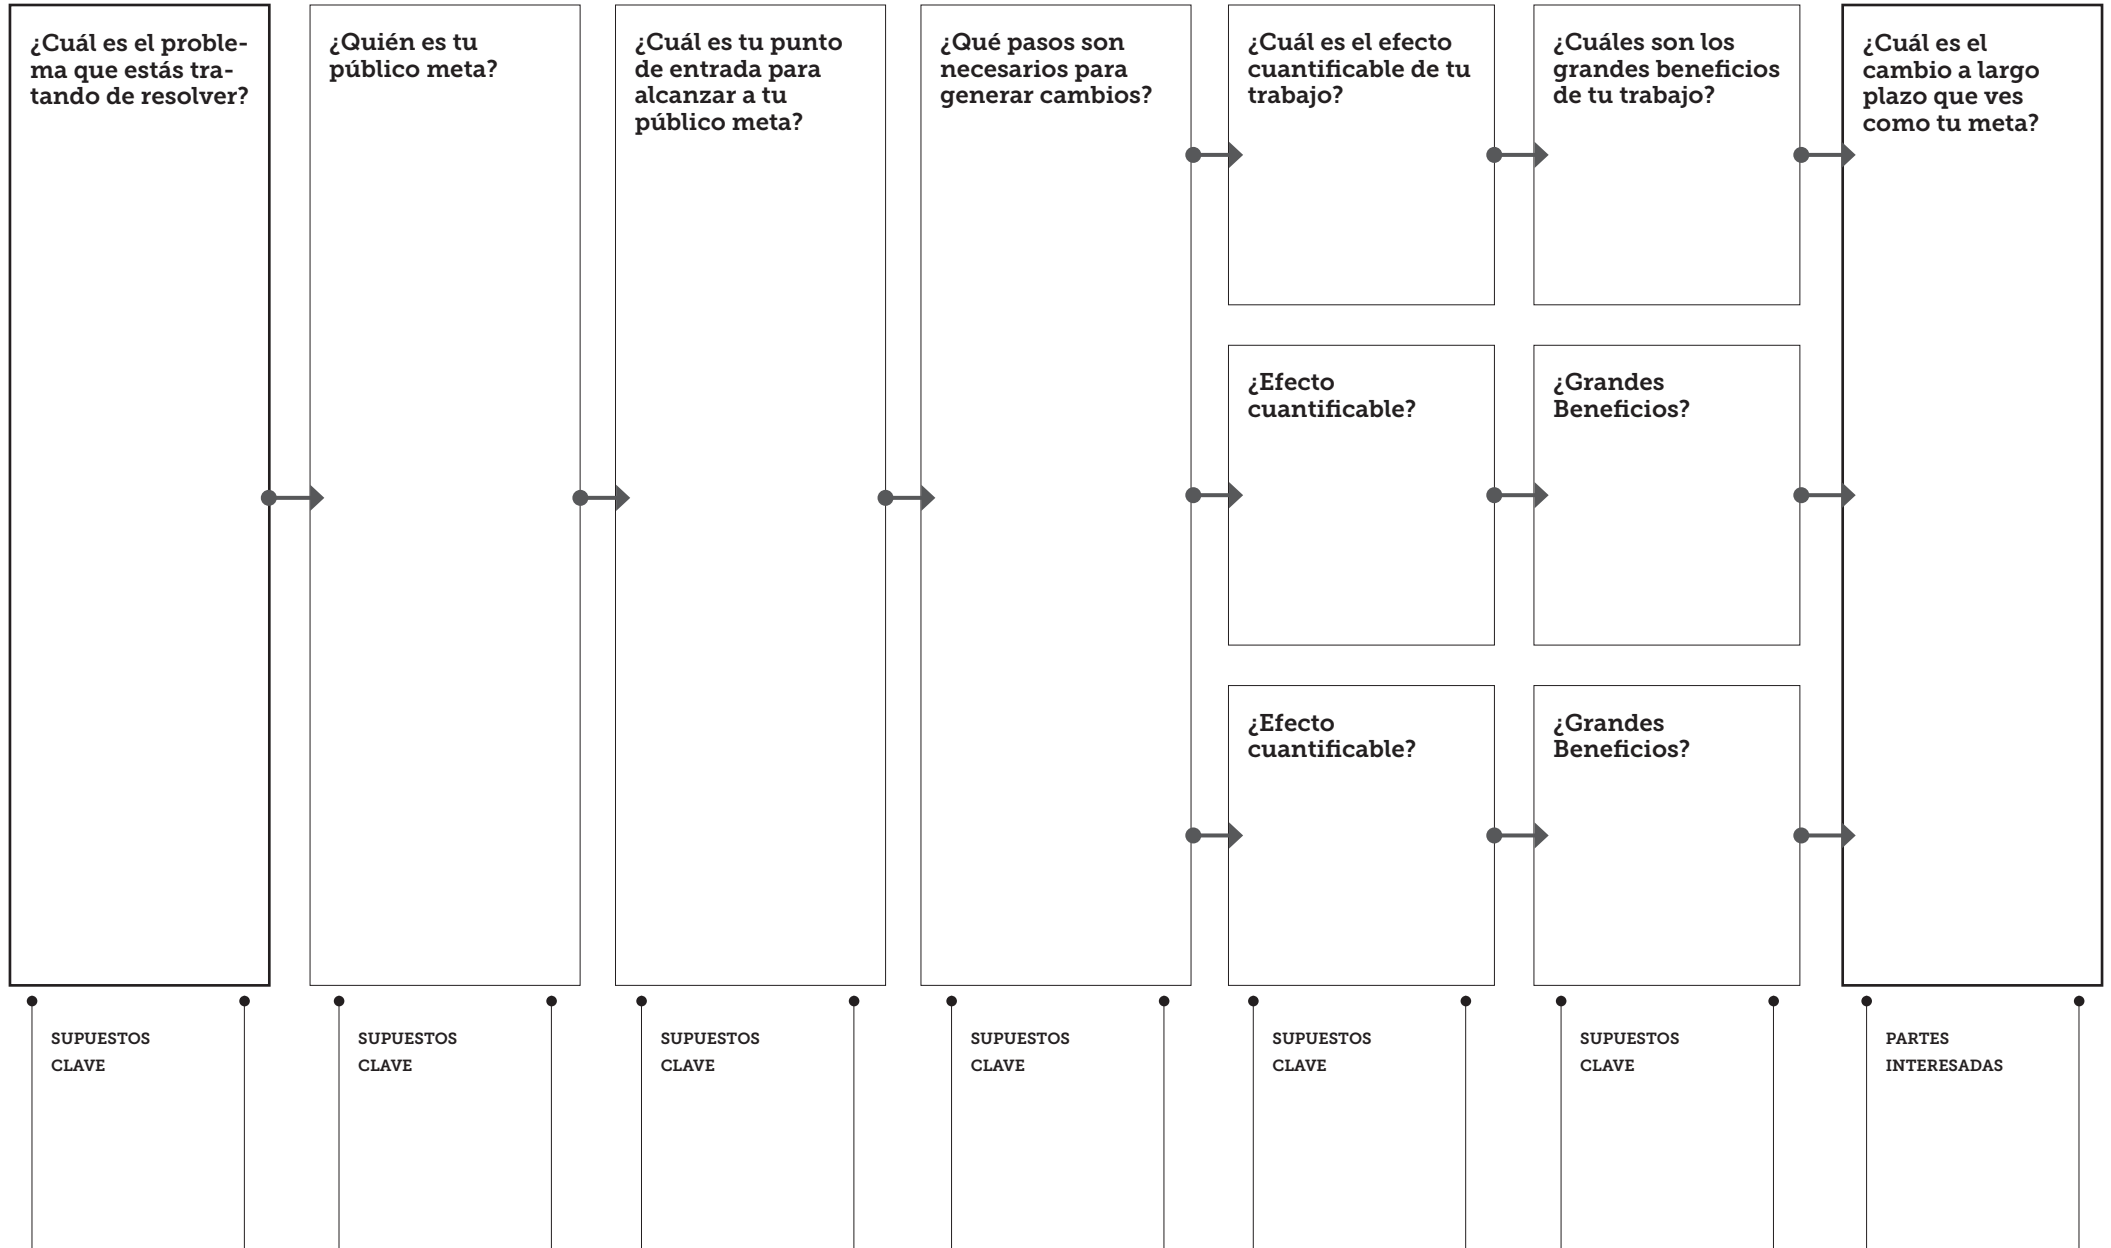 ¿Cuál es el proble-
ma que estás tra-
tando de resolver?
¿Quién es tu
público meta?
¿Cuál es tu punto
de entrada para
alcanzar a tu
público meta?
¿Qué pasos son
necesarios para
generar cambios?
¿Cuál es el efecto
cuantificable de tu
trabajo?
¿Cuáles son los
grandes beneficios
de tu trabajo?
¿Cuál es el
cambio a largo
plazo que ves
como tu meta?
¿Efecto
cuantificable?
¿Grandes
Beneficios?
¿Efecto
cuantificable?
¿Grandes
Beneficios?
SUPUESTOS
CLAVE
SUPUESTOS
CLAVE
SUPUESTOS
CLAVE
SUPUESTOS
CLAVE
SUPUESTOS
CLAVE
SUPUESTOS
CLAVE
PARTES
INTERESADAS